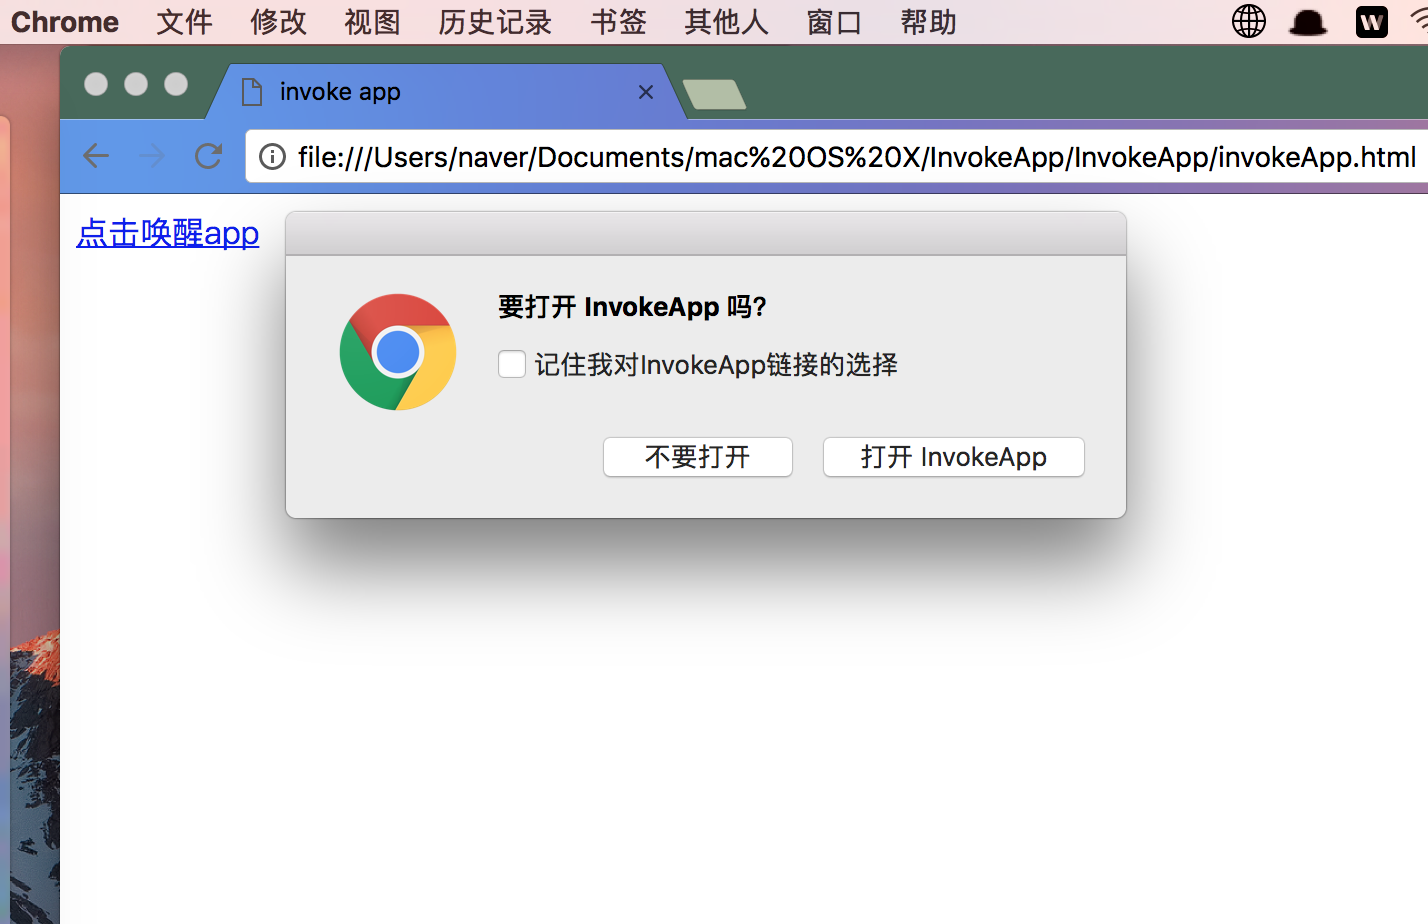 Chrome 文件 修改 视图 历史记录 书签 其他人 窗口 帮助
invoke app
file:///Users/naver/Documents/mac%20OS%20X/InvokeApp/InvokeApp/invokeApp.html
点击唤醒app
要打开 InvokeApp 吗?
记住我对InvokeApp链接的选择
不要打开 打开 InvokeApp